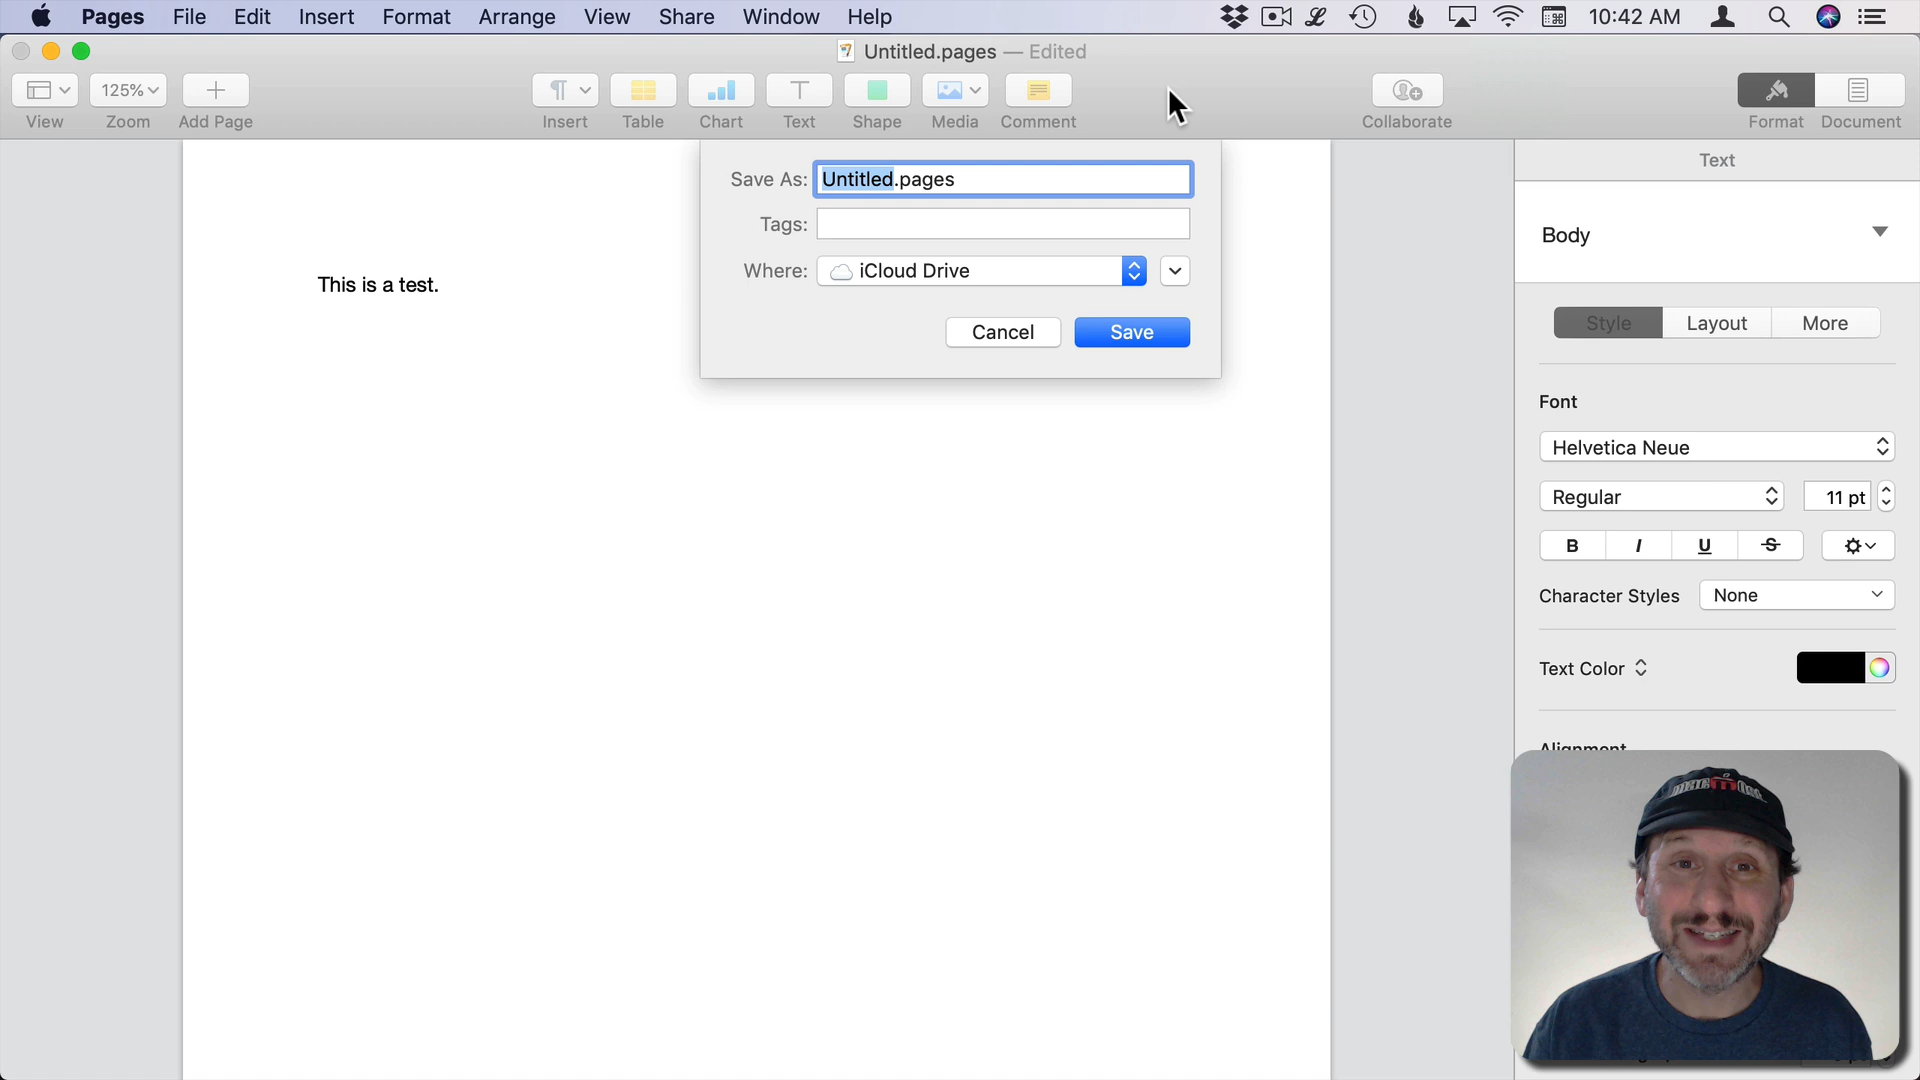 Pages File Edit Insert Format Arrange View Share Window Help 10:42 AM
Untitled.pages — Edited
125%
View Zoom Add Page Insert Table Chart Text Shape Media Comment Collaborate Format Document
Text
Save As: Untitled.pages
Tags:
Where: iCloud Drive
Cancel Save
This is a test.
Body
Style Layout More
Font
Helvetica Neue
Regular 11 pt
B I U S
Character Styles None
Text Color
Alignment